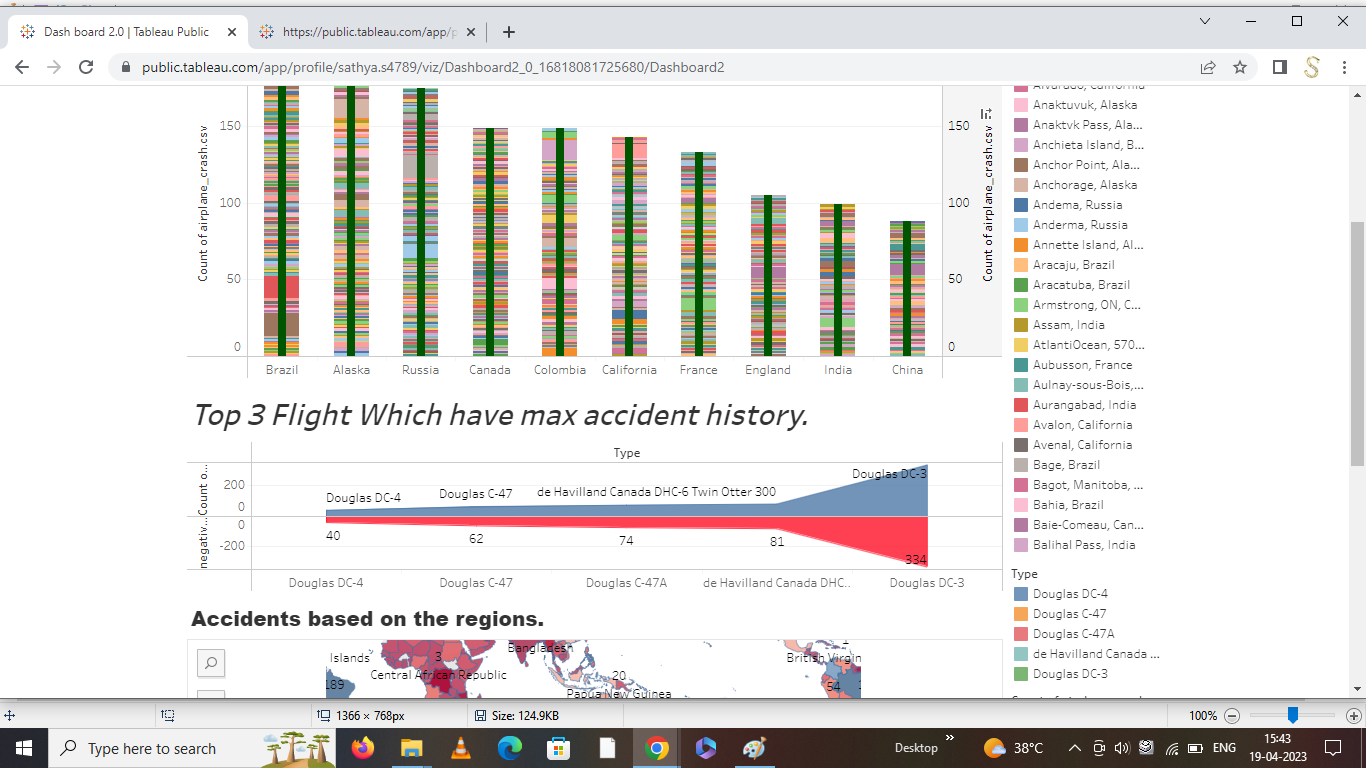 Dash board 2.0 | Tableau Public
https://public.tableau.com/app/p
public.tableau.com/app/profile/sathya.s4789/viz/Dashboard2_0_16818081725680/Dashboard2
Count of airplane_crash.csv
150
100
50
0
150
100
50
0
Count of airplane_crash.csv
Brazil Alaska Russia Canada Colombia California France England India China
Top 3 Flight Which have max accident history.
Type
Count o...
200
0
negativ...
0
-200
Douglas DC-4
Douglas C-47
de Havilland Canada DHC-6 Twin Otter 300
Douglas DC-3
40
62
74
81
334
Douglas DC-4 Douglas C-47 Douglas C-47A de Havilland Canada DHC.. Douglas DC-3
Accidents based on the regions.
Islands
189
3
Central African Republic
Bangladesh
20
Papua New Guinea
British Virgin
54
Alvarado, California
Anaktuvuk, Alaska
Anaktvk Pass, Ala...
Anchieta Island, B...
Anchor Point, Ala...
Anchorage, Alaska
Andema, Russia
Anderma, Russia
Annette Island, Al...
Aracaju, Brazil
Aracatuba, Brazil
Armstrong, ON, C...
Assam, India
AtlantiOcean, 570...
Aubusson, France
Aulnay-sous-Bois,...
Aurangabad, India
Avalon, California
Avenal, California
Bage, Brazil
Bagot, Manitoba, ...
Bahia, Brazil
Baie-Comeau, Can...
Balihal Pass, India
Type
Douglas DC-4
Douglas C-47
Douglas C-47A
de Havilland Canada ...
Douglas DC-3
1366 × 768px
Size: 124.9KB
100%
Type here to search
Desktop
38°C
ENG
15:43
19-04-2023